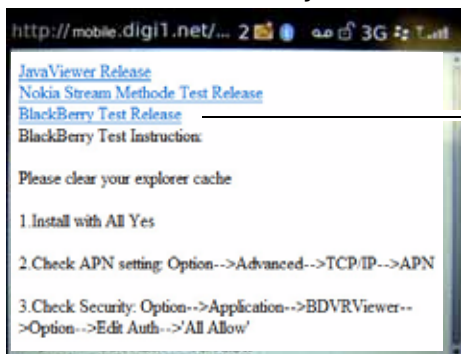 http://mobile.digi1.net/... 2 3G
JavaViewer Release
Nokia Stream Methode Test Release
BlackBerry Test Release
BlackBerry Test Instruction:
Please clear your explorer cache
1.Install with All Yes
2.Check APN setting: Option-->Advanced-->TCP/IP-->APN
3.Check Security: Option-->Application-->BDVRViewer--
>Option-->Edit Auth-->'All Allow'